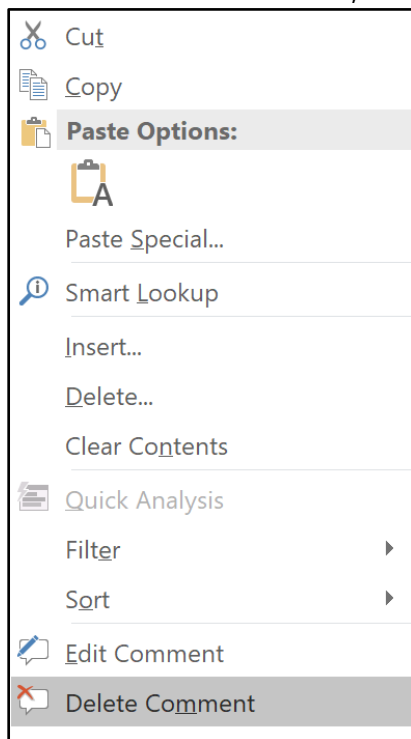 Cut
Copy
Paste Options:
A
Paste Special...
Smart Lookup
Insert...
Delete...
Clear Contents
Quick Analysis
Filter
Sort
Edit Comment
Delete Comment